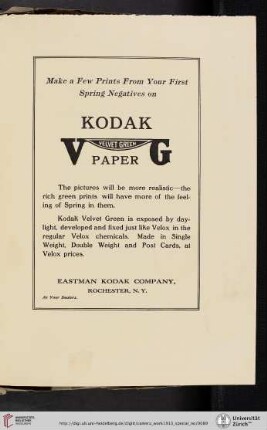 Make a Few Prints From Your First
Spring Negatives on
KODAK
VELVET GREEN
V PAPER G
The pictures will be more realistic—the
rich green prints will have more of the feel-
ing of Spring in them.
Kodak Velvet Green is exposed by day-
light, developed and fixed just like Velox in the
regular Velox chemicals. Made in Single
Weight, Double Weight and Post Cards, at
Velox prices.
EASTMAN KODAK COMPANY,
ROCHESTER, N. Y.
At Your Dealers.
Universität
Zürich